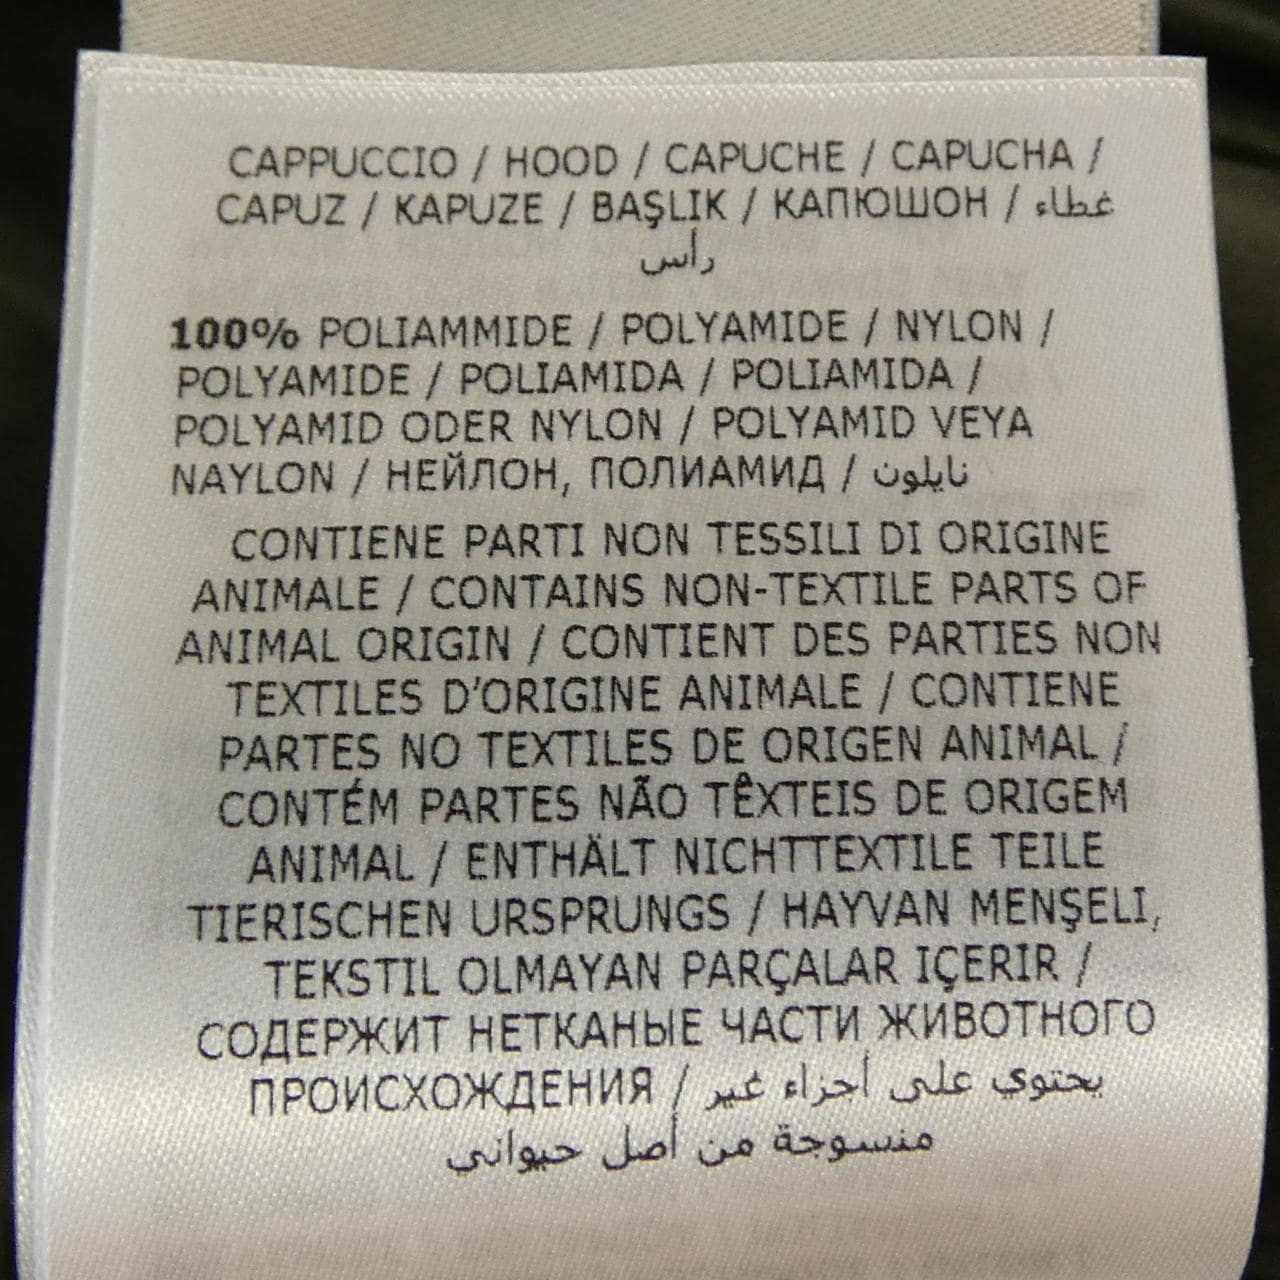 CAPPUCCIO / HOOD / CAPUCHE / CAPUCHA /
CAPUZ / KAPUZE / BAŞLIK / КАПЮШОН / غطاء
رأس
100% POLIAMMIDE / POLYAMIDE / NYLON /
POLYAMIDE / POLIAMIDA / POLIAMIDA /
POLYAMID ODER NYLON / POLYAMID VEYA
NAYLON / НЕЙЛОН, ПОЛИАМИД / نايلون
CONTIENE PARTI NON TESSILI DI ORIGINE
ANIMALE / CONTAINS NON-TEXTILE PARTS OF
ANIMAL ORIGIN / CONTIENT DES PARTIES NON
TEXTILES D'ORIGINE ANIMALE / CONTIENE
PARTES NO TEXTILES DE ORIGEN ANIMAL /
CONTÉM PARTES NÃO TÊXTEIS DE ORIGEM
ANIMAL / ENTHÄLT NICHTTEXTILE TEILE
TIERISCHEN URSPRUNGS / HAYVAN MENŞELI,
TEKSTIL OLMAYAN PARÇALAR IÇERIR /
СОДЕРЖИТ НЕТКАНЫЕ ЧАСТИ ЖИВОТНОГО
ПРОИСХОЖДЕНИЯ / يحتوي على أجزاء غير
منسوجة من أصل حيواني